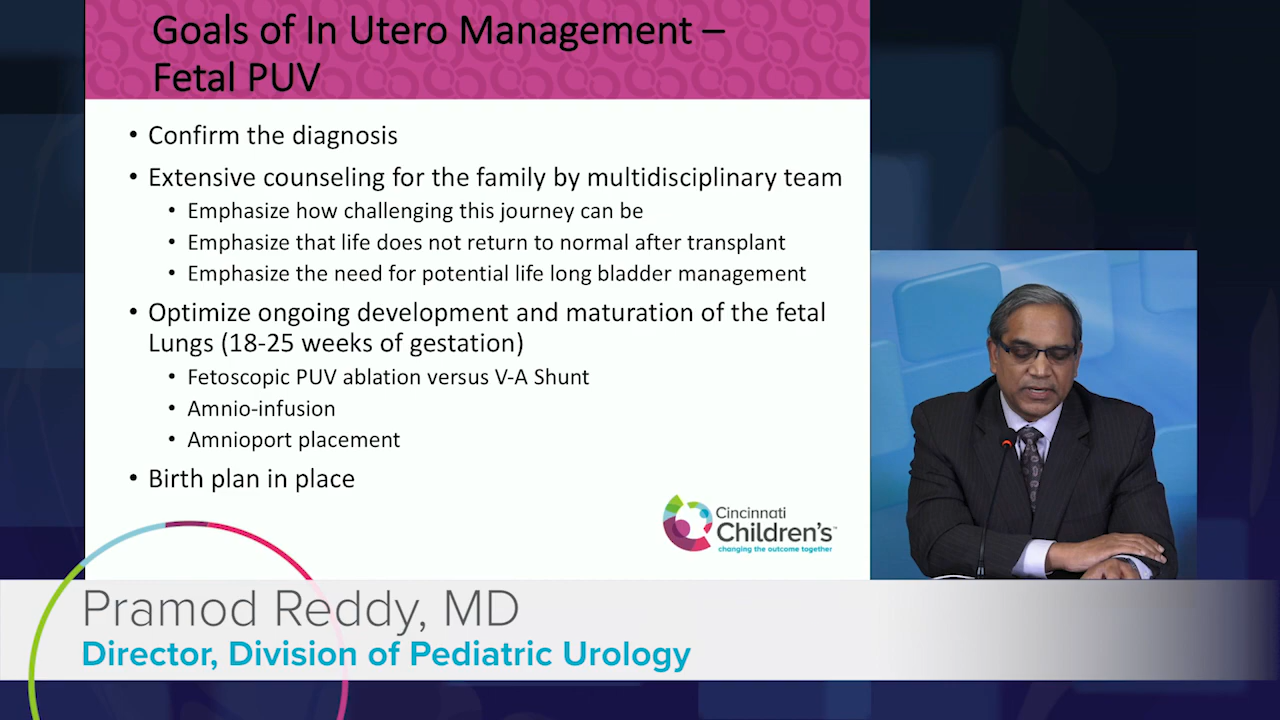 Goals of In Utero Management –
Fetal PUV
• Confirm the diagnosis
• Extensive counseling for the family by multidisciplinary team
• Emphasize how challenging this journey can be
• Emphasize that life does not return to normal after transplant
• Emphasize the need for potential life long bladder management
• Optimize ongoing development and maturation of the fetal
Lungs (18-25 weeks of gestation)
• Fetoscopic PUV ablation versus V-A Shunt
• Amnio-infusion
• Amnioport placement
• Birth plan in place
Cincinnati
Children's™
changing the outcome together
Pramod Reddy, MD
Director, Division of Pediatric Urology